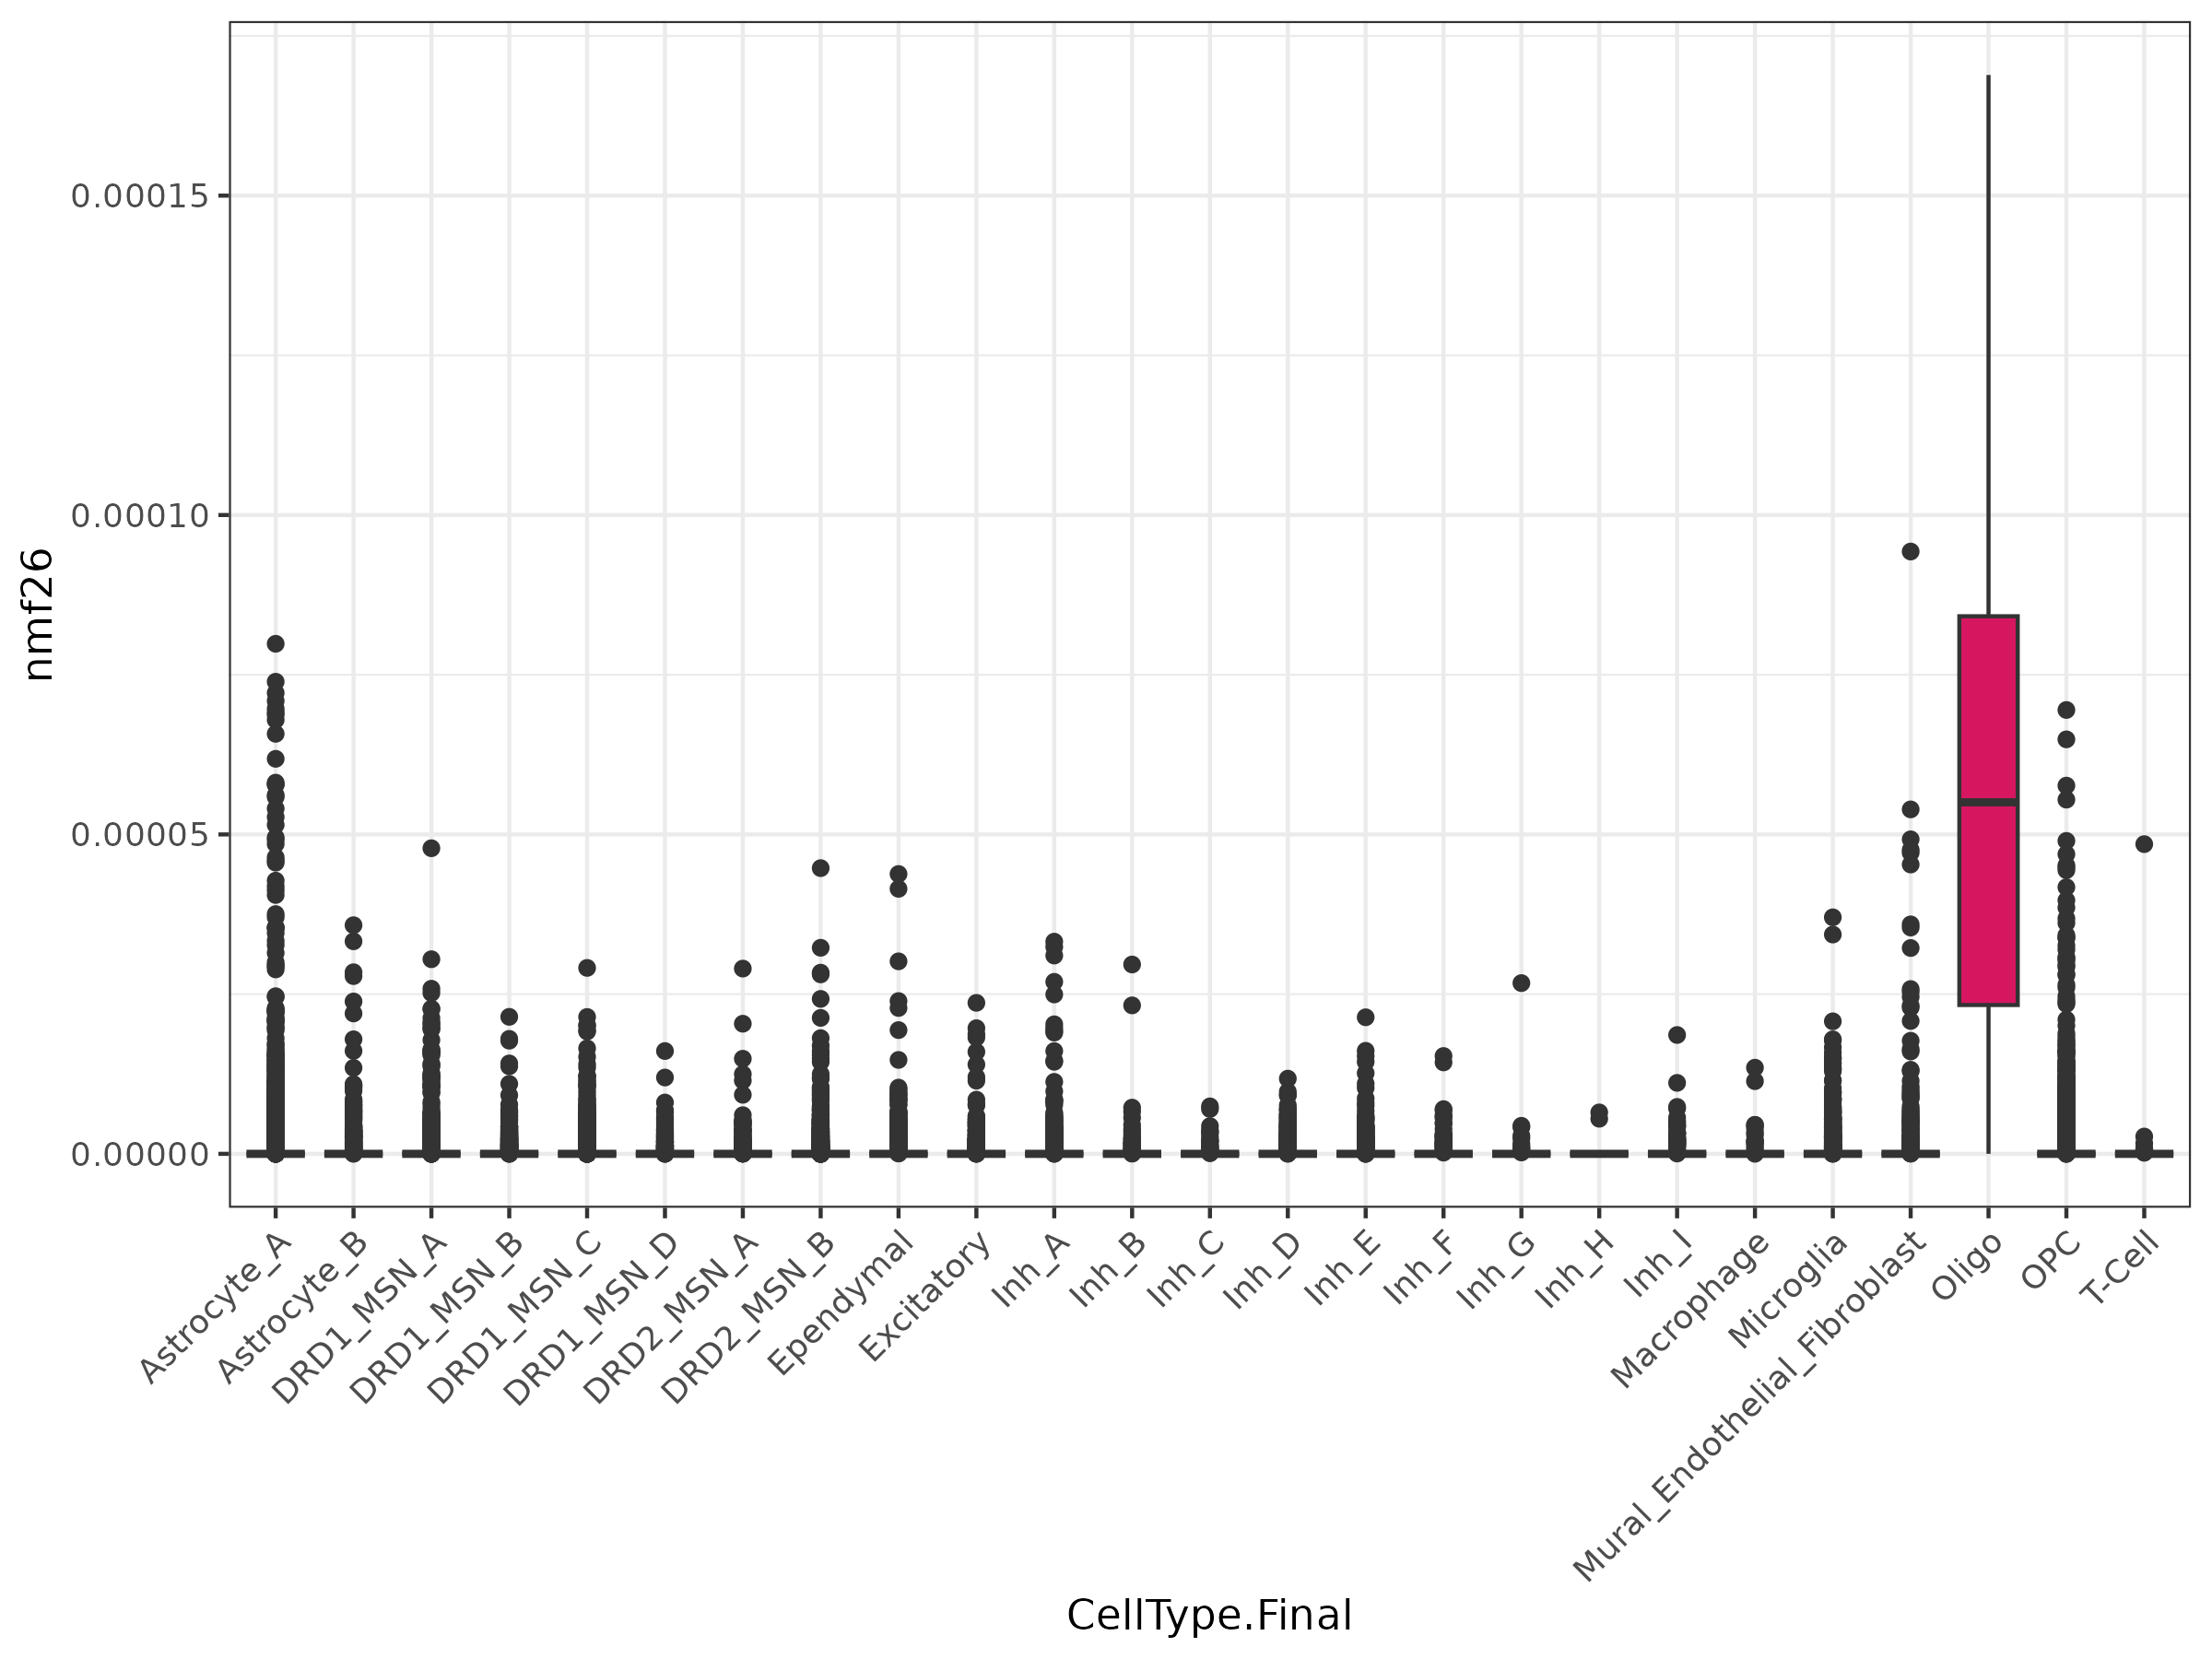 nmf26
0.00015
0.00010
0.00005
0.00000
Astrocyte_A
Astrocyte_B
DRD1_MSN_A
DRD1_MSN_B
DRD1_MSN_C
DRD1_MSN_D
DRD2_MSN_A
DRD2_MSN_B
Ependymal
Excitatory
Inh_A
Inh_B
Inh_C
Inh_D
Inh_E
Inh_F
Inh_G
Inh_H
Inh_I
Macrophage
Microglia
Mural_Endothelial_Fibroblast
Oligo
OPC
T-Cell
CellType.Final